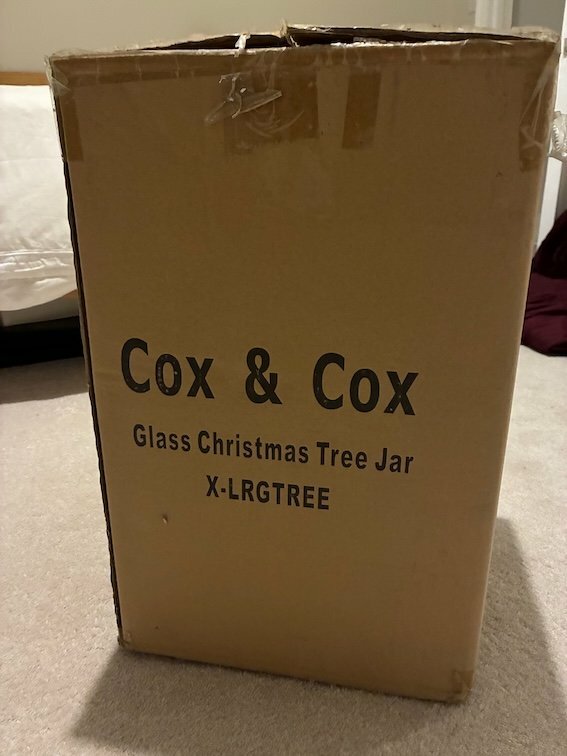 Cox & Cox
Glass Christmas Tree Jar
X-LRGTREE